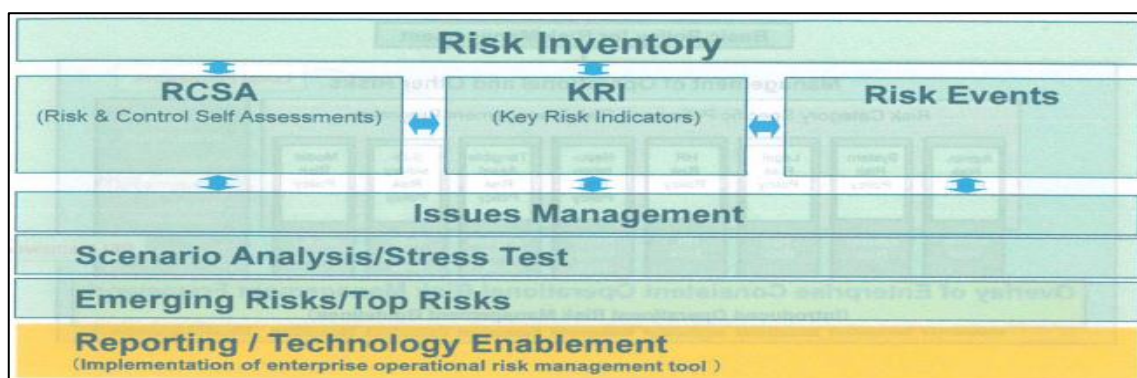 Risk Inventory
RCSA
(Risk & Control Self Assessments)
KRI
(Key Risk Indicators)
Risk Events
Issues Management
Scenario Analysis/Stress Test
Emerging Risks/Top Risks
Reporting / Technology Enablement
(Implementation of enterprise operational risk management tool )